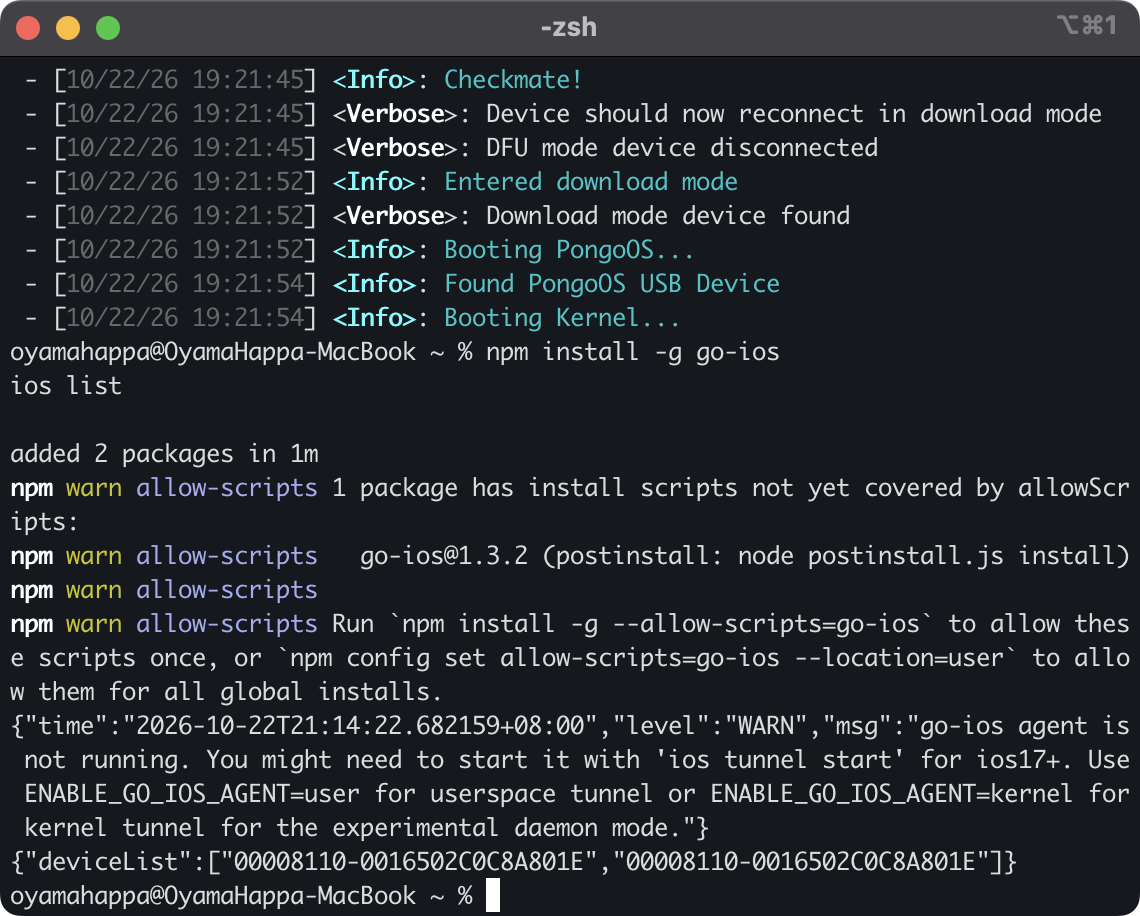 -zsh
⌥⌘1
- [10/22/26 19:21:45] <Info>: Checkmate!
- [10/22/26 19:21:45] <Verbose>: Device should now reconnect in download mode
- [10/22/26 19:21:45] <Verbose>: DFU mode device disconnected
- [10/22/26 19:21:52] <Info>: Entered download mode
- [10/22/26 19:21:52] <Verbose>: Download mode device found
- [10/22/26 19:21:52] <Info>: Booting PongoOS...
- [10/22/26 19:21:54] <Info>: Found PongoOS USB Device
- [10/22/26 19:21:54] <Info>: Booting Kernel...
oyamahappa@OyamaHappa-MacBook ~ % npm install -g go-ios
ios list
added 2 packages in 1m
npm warn allow-scripts 1 package has install scripts not yet covered by allowScr
ipts:
npm warn allow-scripts   go-ios@1.3.2 (postinstall: node postinstall.js install)
npm warn allow-scripts
npm warn allow-scripts Run `npm install -g --allow-scripts=go-ios` to allow thes
e scripts once, or `npm config set allow-scripts=go-ios --location=user` to allo
w them for all global installs.
{"time":"2026-10-22T21:14:22.682159+08:00","level":"WARN","msg":"go-ios agent is
 not running. You might need to start it with 'ios tunnel start' for ios17+. Use
 ENABLE_GO_IOS_AGENT=user for userspace tunnel or ENABLE_GO_IOS_AGENT=kernel for
 kernel tunnel for the experimental daemon mode."}
{"deviceList":["00008110-0016502C0C8A801E","00008110-0016502C0C8A801E"]}
oyamahappa@OyamaHappa-MacBook ~ %